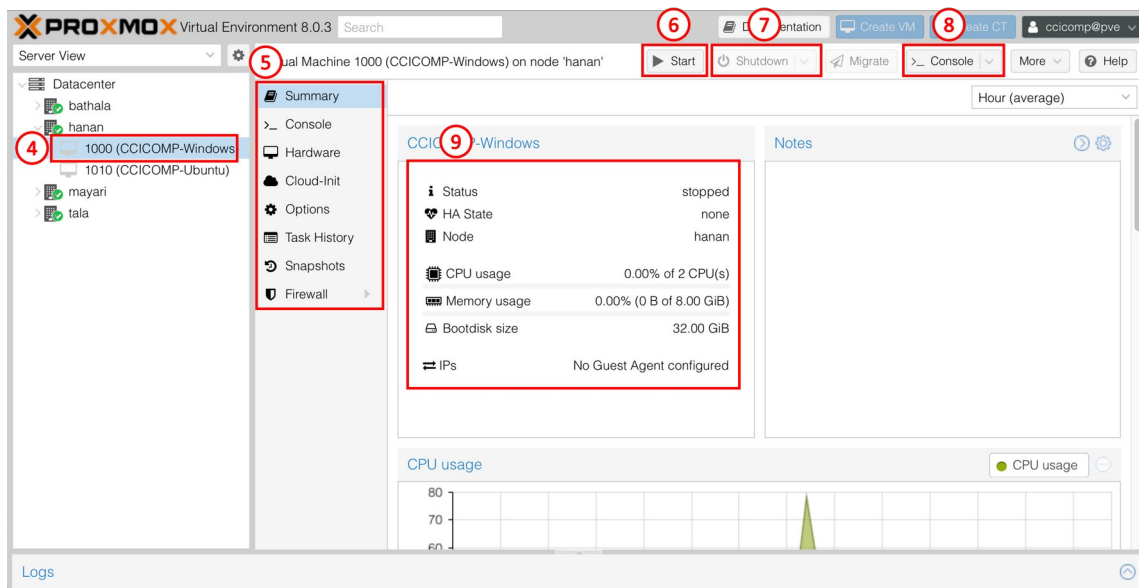 PROXMOX Virtual Environment 8.0.3 Search 6 7 8 ccicomp@pve
Create VM
Server View
5
Virtual Machine 1000 (CCICOMP-Windows) on node 'hanan' Start Shutdown Migrate >_ Console More Help
Datacenter
bathala
hanan
4 1000 (CCICOMP-Windows
1010 (CCICOMP-Ubuntu)
mayari
tala
Summary
>_ Console
Hardware
Cloud-Init
Options
Task History
Snapshots
Firewall
Hour (average)
9
CCICOMP-Windows
Status stopped
HA State none
Node hanan
CPU usage 0.00% of 2 CPU(s)
Memory usage 0.00% (0 B of 8.00 GiB)
Bootdisk size 32.00 GiB
IPs No Guest Agent configured
Notes
CPU usage CPU usage
80
70
60
Logs